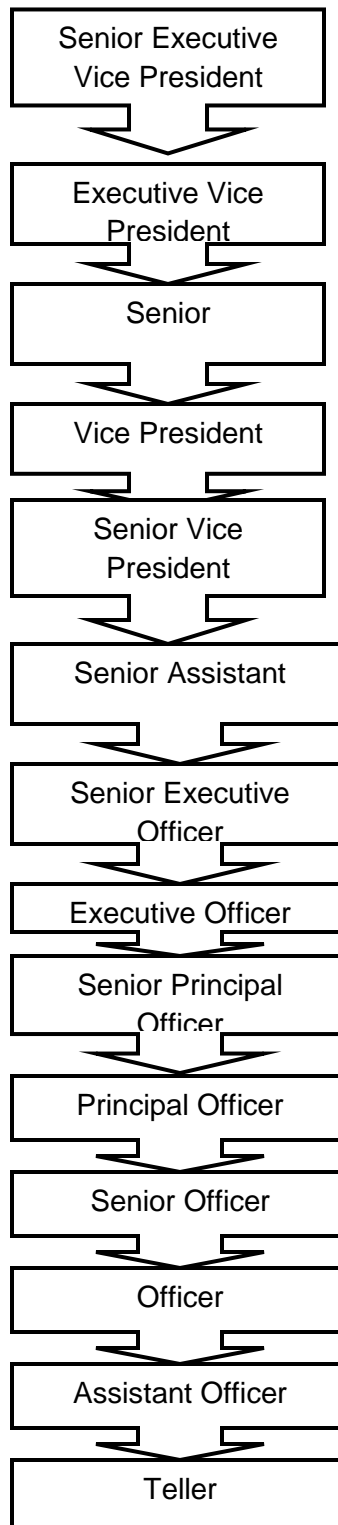 Senior Executive
Vice President
Executive Vice
President
Senior
Vice President
Senior Vice
President
Senior Assistant
Senior Executive
Officer
Executive Officer
Senior Principal
Officer
Principal Officer
Senior Officer
Officer
Assistant Officer
Teller